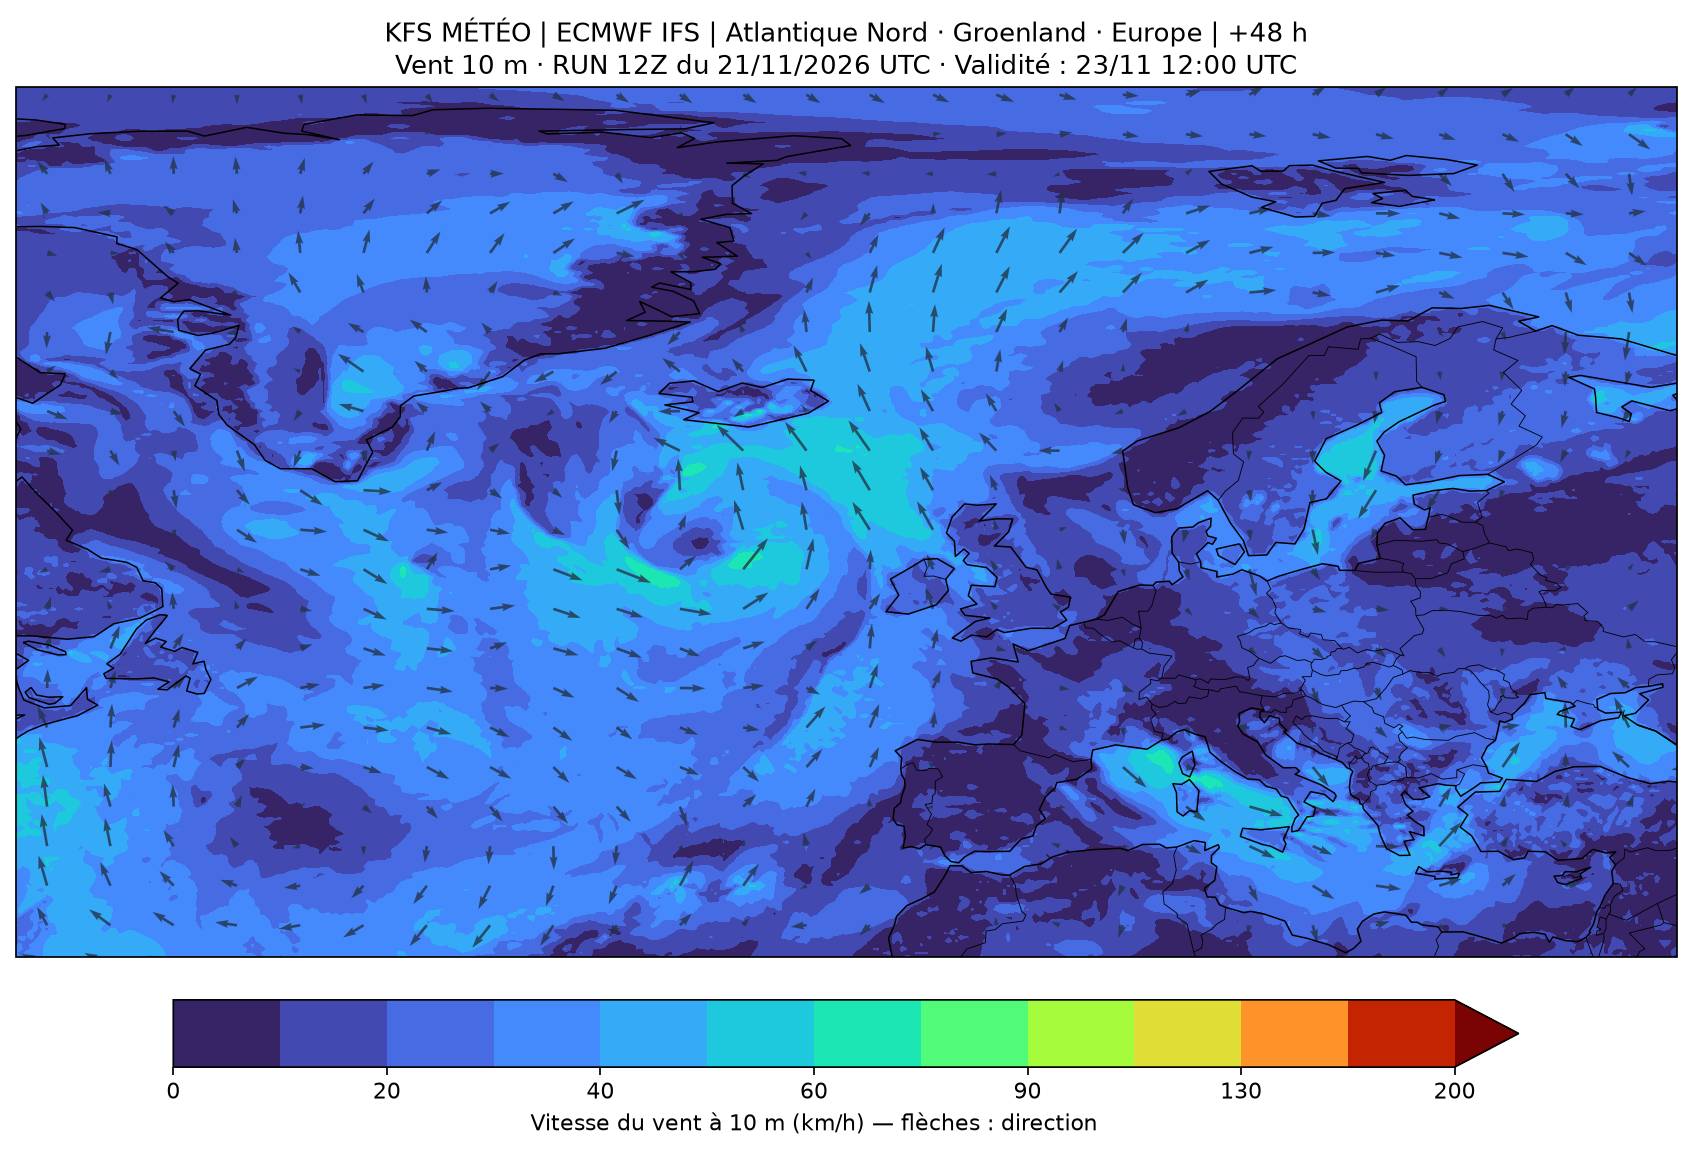 KFS MÉTÉO | ECMWF IFS | Atlantique Nord · Groenland · Europe | +48 h
Vent 10 m · RUN 12Z du 21/11/2026 UTC · Validité : 23/11 12:00 UTC
0 20 40 60 90 130 200
Vitesse du vent à 10 m (km/h) — flèches : direction